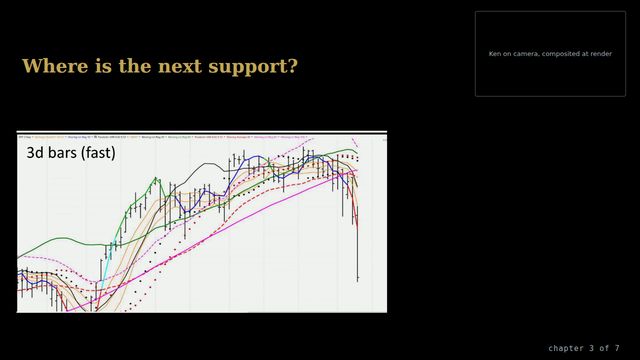 Ken on camera, composited at render
Where is the next support?
3d bars (fast)
chapter 3 of 7